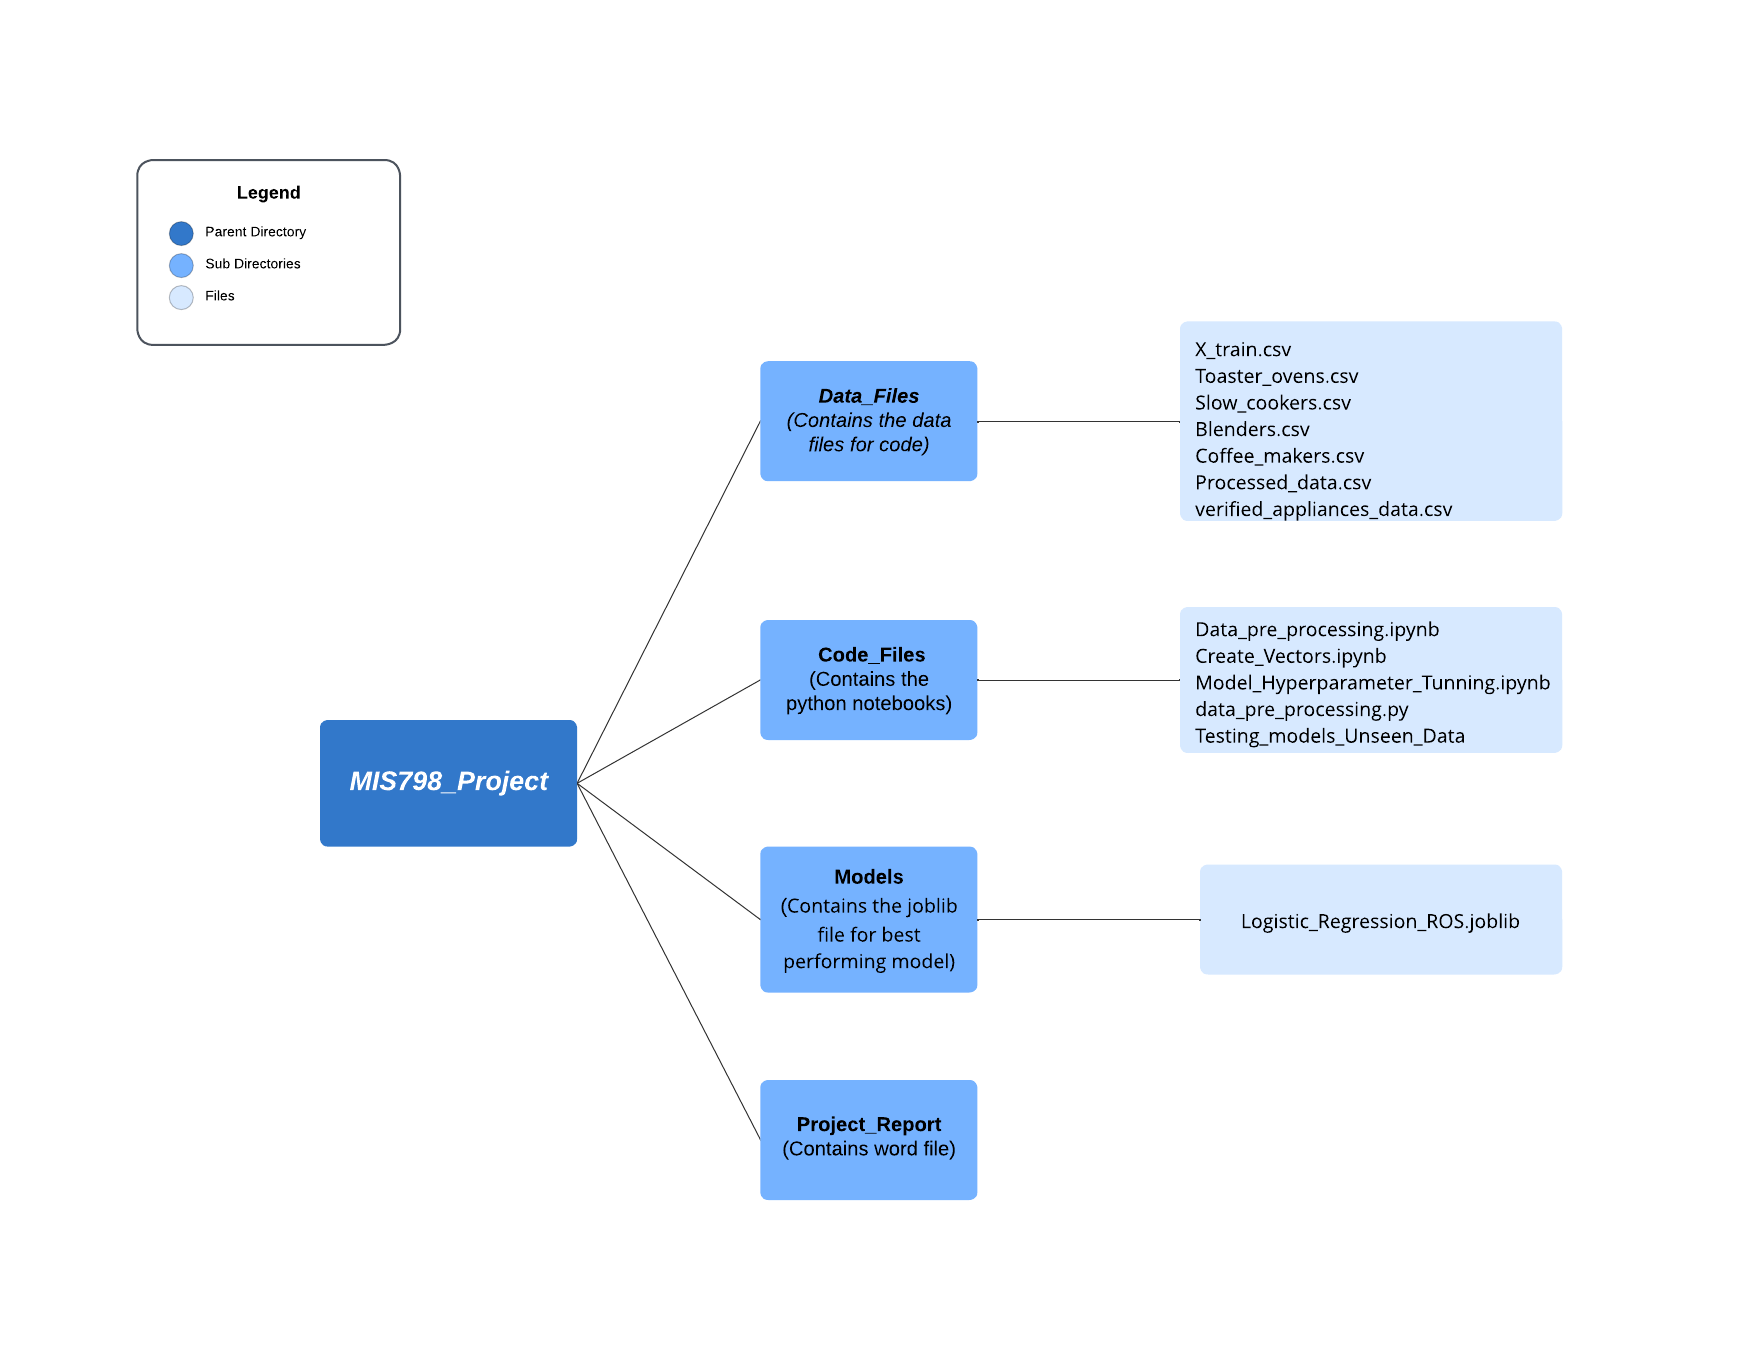 Legend
Parent Directory
Sub Directories
Files
MIS798_Project
Data_Files
(Contains the data
files for code)
X_train.csv
Toaster_ovens.csv
Slow_cookers.csv
Blenders.csv
Coffee_makers.csv
Processed_data.csv
verified_appliances_data.csv
Code_Files
(Contains the
python notebooks)
Data_pre_processing.ipynb
Create_Vectors.ipynb
Model_Hyperparameter_Tunning.ipynb
data_pre_processing.py
Testing_models_Unseen_Data
Models
(Contains the joblib
file for best
performing model)
Logistic_Regression_ROS.joblib
Project_Report
(Contains word file)